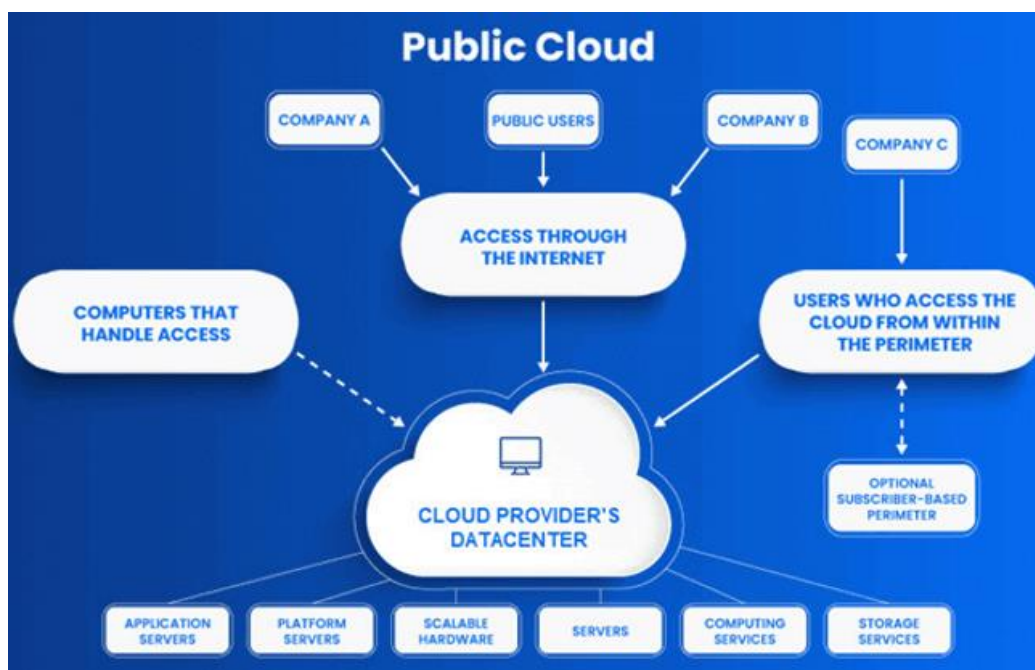 Public Cloud
COMPANY A
PUBLIC USERS
COMPANY B
COMPANY C
ACCESS THROUGH
THE INTERNET
COMPUTERS THAT
HANDLE ACCESS
USERS WHO ACCESS THE
CLOUD FROM WITHIN
THE PERIMETER
OPTIONAL
SUBSCRIBER-BASED
PERIMETER
CLOUD PROVIDER'S
DATACENTER
APPLICATION
SERVERS
PLATFORM
SERVERS
SCALABLE
HARDWARE
SERVERS
COMPUTING
SERVICES
STORAGE
SERVICES